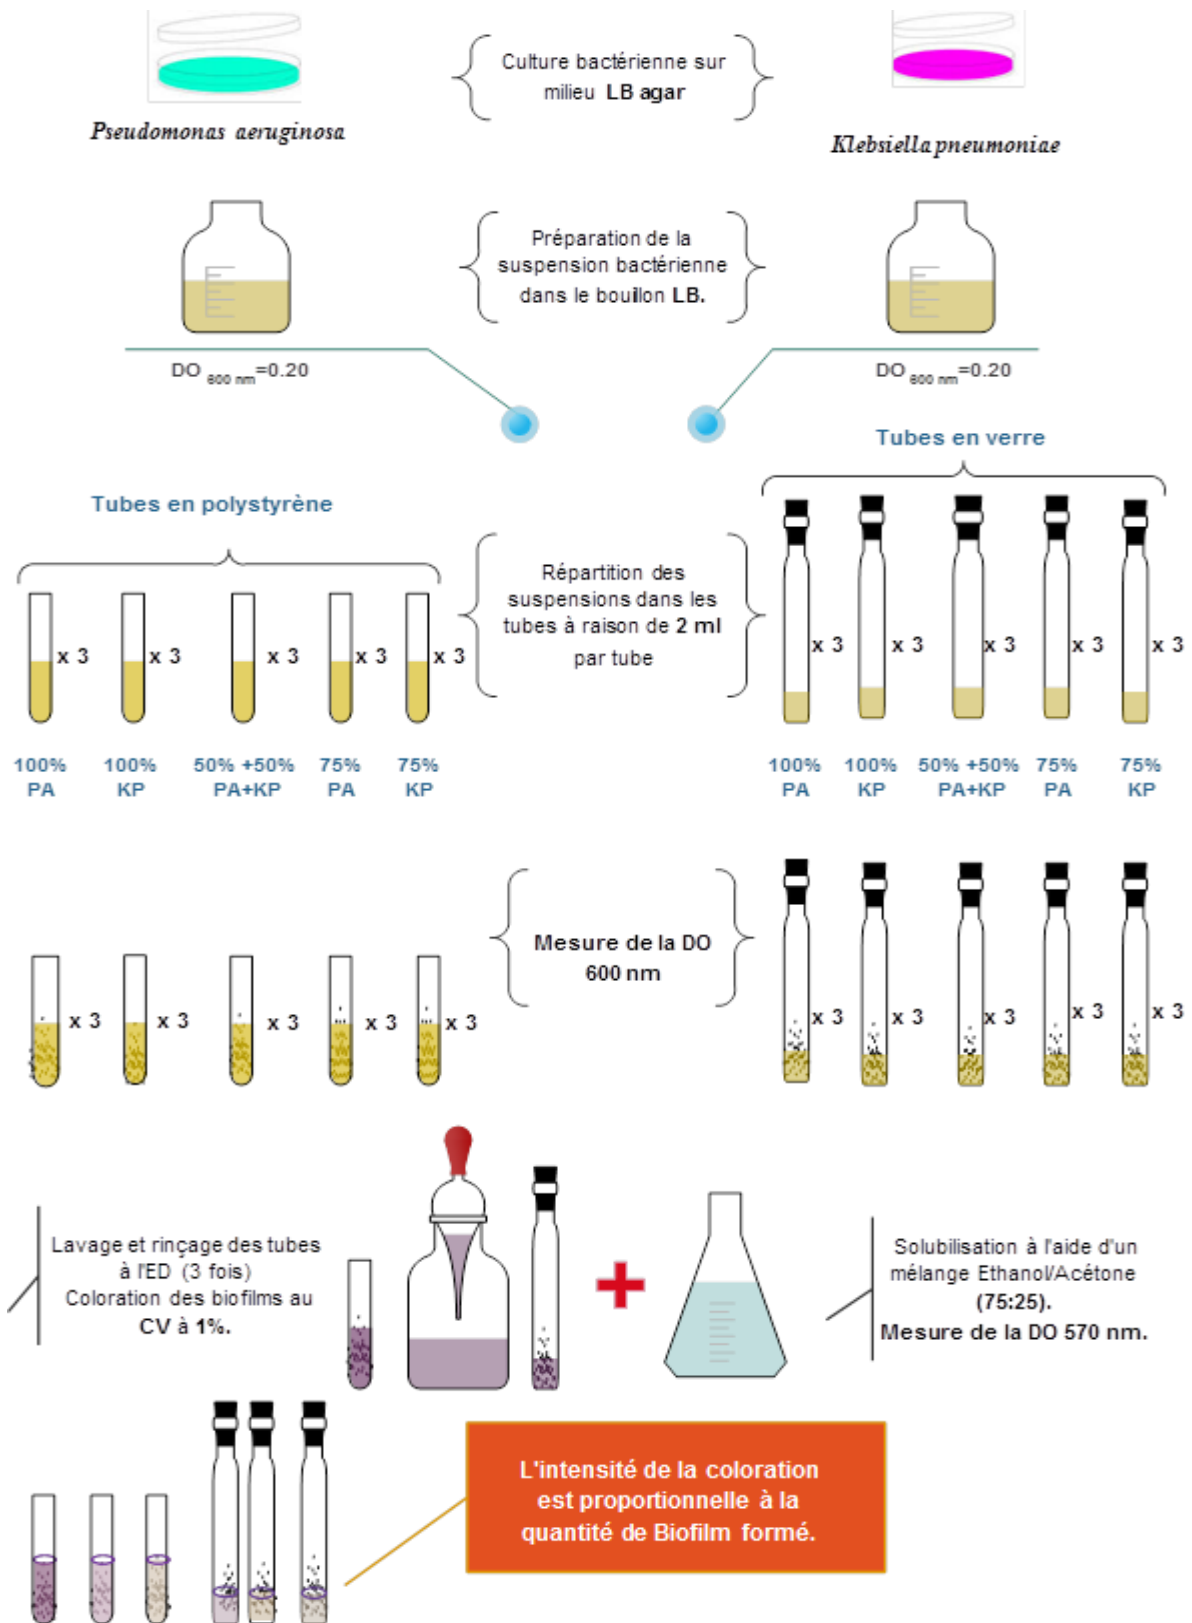 Culture bactérienne sur
milieu LB agar
Pseudomonas aeruginosa
Klebsiella pneumoniae
Préparation de la
suspension bactérienne
dans le bouillon LB.
DO 600 nm=0.20
DO 600 nm=0.20
Tubes en verre
Tubes en polystyrène
Répartition des
suspensions dans les
tubes à raison de 2 ml
par tube
x 3
x 3
x 3
x 3
x 3
x 3
x 3
x 3
x 3
x 3
100%
PA
100%
KP
50% +50%
PA+KP
75%
PA
75%
KP
100%
PA
100%
KP
50% +50%
PA+KP
75%
PA
75%
KP
Mesure de la DO
600 nm
x 3
x 3
x 3
x 3
x 3
x 3
x 3
x 3
x 3
x 3
Lavage et rinçage des tubes
à l'ED (3 fois)
Coloration des biofilms au
CV à 1%.
Solubilisation à l'aide d'un
mélange Ethanol/Acétone
(75:25).
Mesure de la DO 570 nm.
L'intensité de la coloration
est proportionnelle à la
quantité de Biofilm formé.